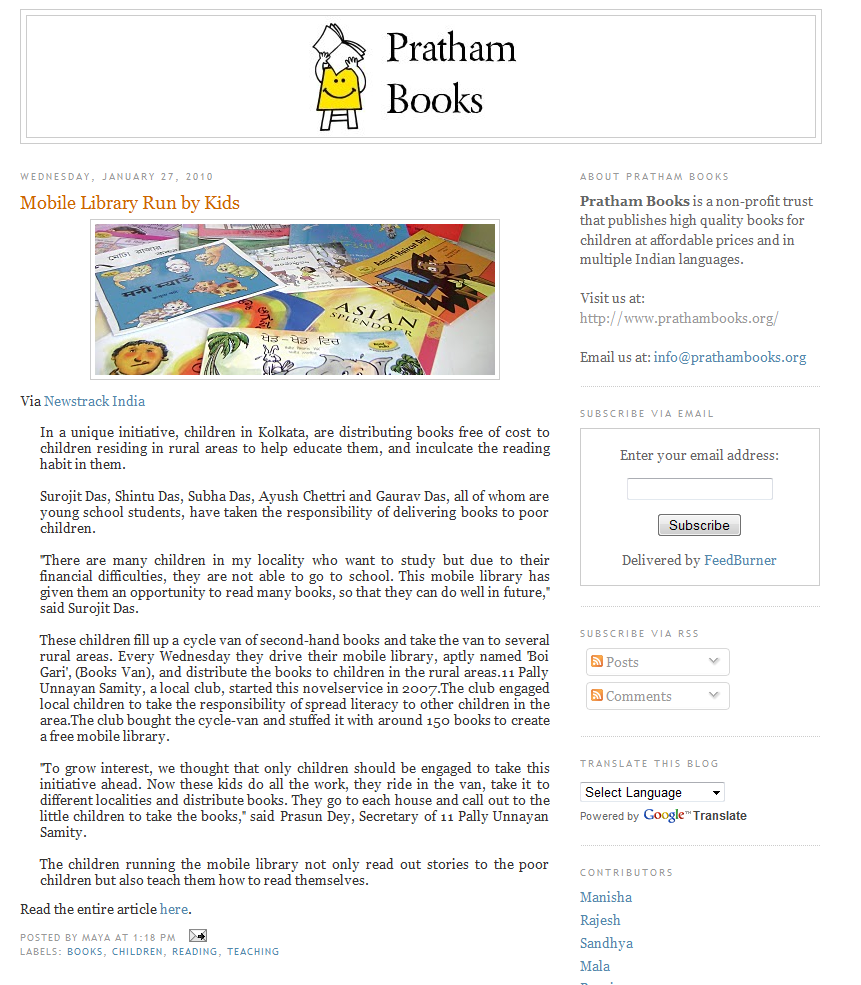 Pratham
Books
WEDNESDAY, JANUARY 27, 2010
Mobile Library Run by Kids
मनी म्याऊँ
Annual Haircut Day
ASIAN
SPLENDOUR
ਖੇਡ-ਖੇਡ ਵਿਚ
Via Newstrack India
In a unique initiative, children in Kolkata, are distributing books free of cost to
children residing in rural areas to help educate them, and inculcate the reading
habit in them.
Surojit Das, Shintu Das, Subha Das, Ayush Chettri and Gaurav Das, all of whom are
young school students, have taken the responsibility of delivering books to poor
children.
"There are many children in my locality who want to study but due to their
financial difficulties, they are not able to go to school. This mobile library has
given them an opportunity to read many books, so that they can do well in future,"
said Surojit Das.
These children fill up a cycle van of second-hand books and take the van to several
rural areas. Every Wednesday they drive their mobile library, aptly named 'Boi
Gari', (Books Van), and distribute the books to children in the rural areas.11 Pally
Unnayan Samity, a local club, started this novelservice in 2007.The club engaged
local children to take the responsibility of spread literacy to other children in the
area.The club bought the cycle-van and stuffed it with around 150 books to create
a free mobile library.
"To grow interest, we thought that only children should be engaged to take this
initiative ahead. Now these kids do all the work, they ride in the van, take it to
different localities and distribute books. They go to each house and call out to the
little children to take the books," said Prasun Dey, Secretary of 11 Pally Unnayan
Samity.
The children running the mobile library not only read out stories to the poor
children but also teach them how to read themselves.
Read the entire article here.
POSTED BY MAYA AT 1:18 PM
LABELS: BOOKS, CHILDREN, READING, TEACHING
ABOUT PRATHAM BOOKS
Pratham Books is a non-profit trust
that publishes high quality books for
children at affordable prices and in
multiple Indian languages.
Visit us at:
http://www.prathambooks.org/
Email us at: info@prathambooks.org
SUBSCRIBE VIA EMAIL
Enter your email address:
Subscribe
Delivered by FeedBurner
SUBSCRIBE VIA RSS
Posts
Comments
TRANSLATE THIS BLOG
Select Language
Powered by Google™ Translate
CONTRIBUTORS
Manisha
Rajesh
Sandhya
Mala